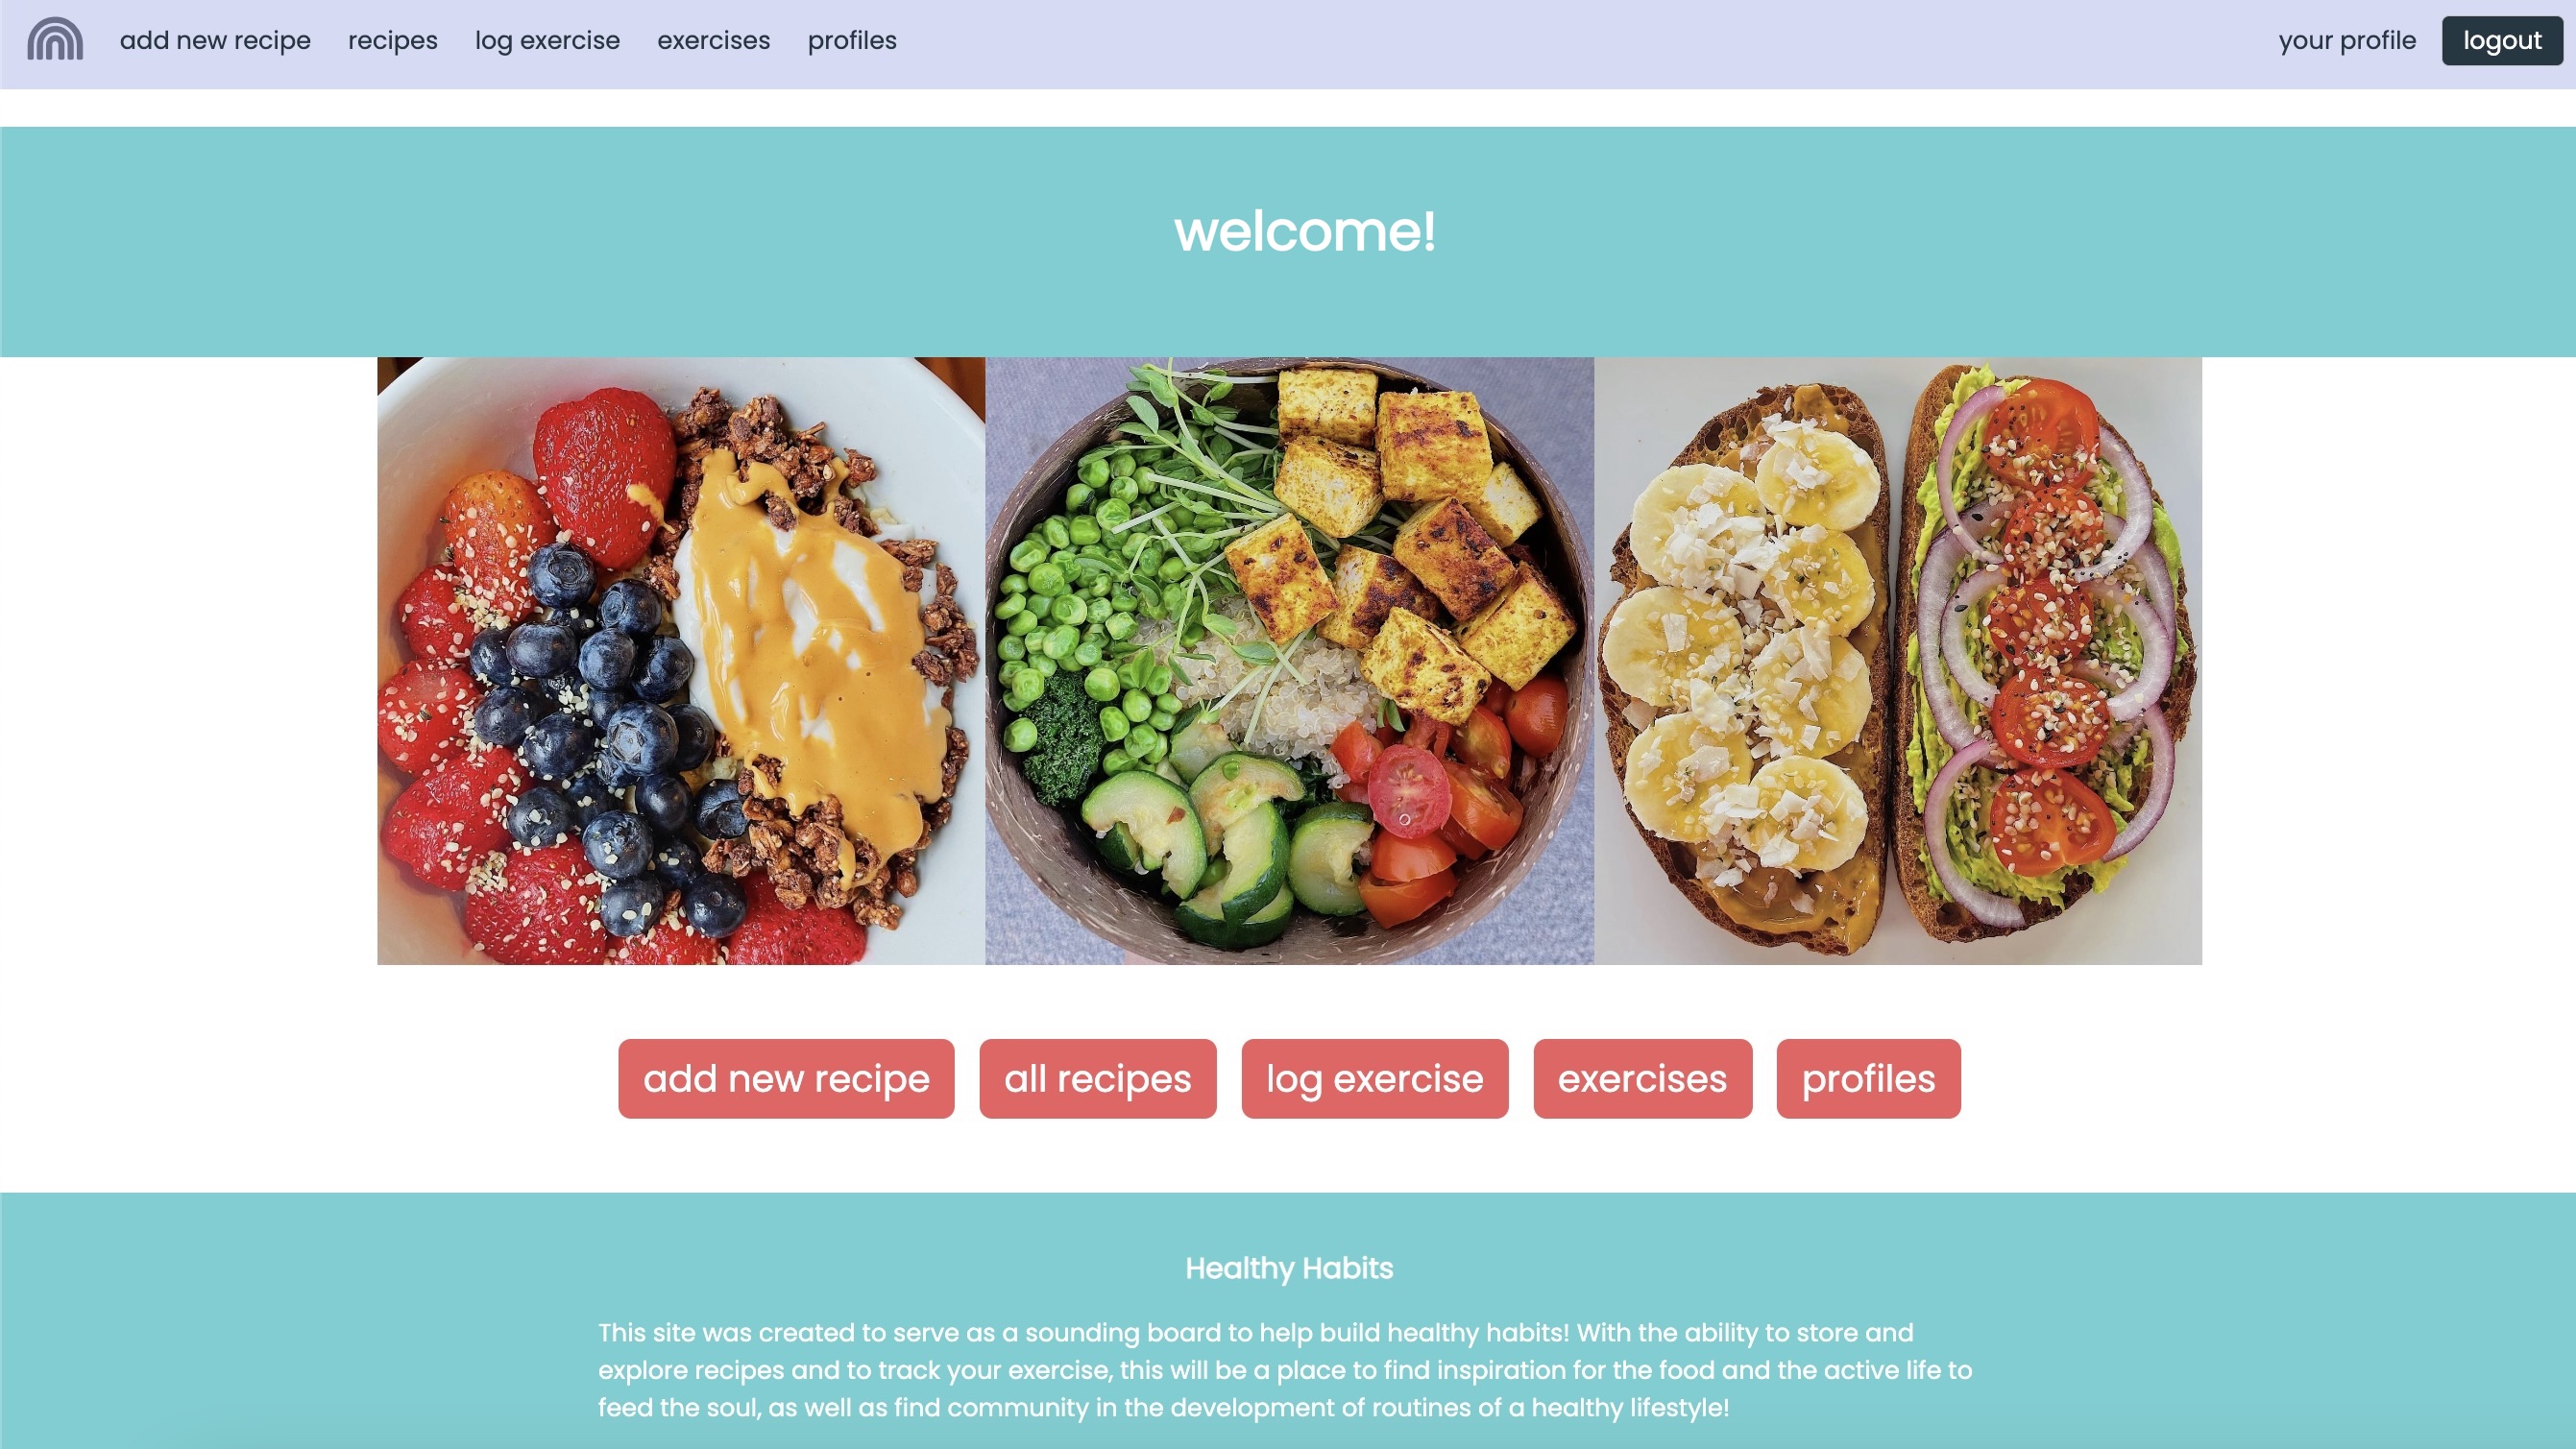 add new recipe recipes log exercise exercises profiles your profile logout
welcome!
add new recipe all recipes log exercise exercises profiles
Healthy Habits
This site was created to serve as a sounding board to help build healthy habits! With the ability to store and
explore recipes and to track your exercise, this will be a place to find inspiration for the food and the active life to
feed the soul, as well as find community in the development of routines of a healthy lifestyle!